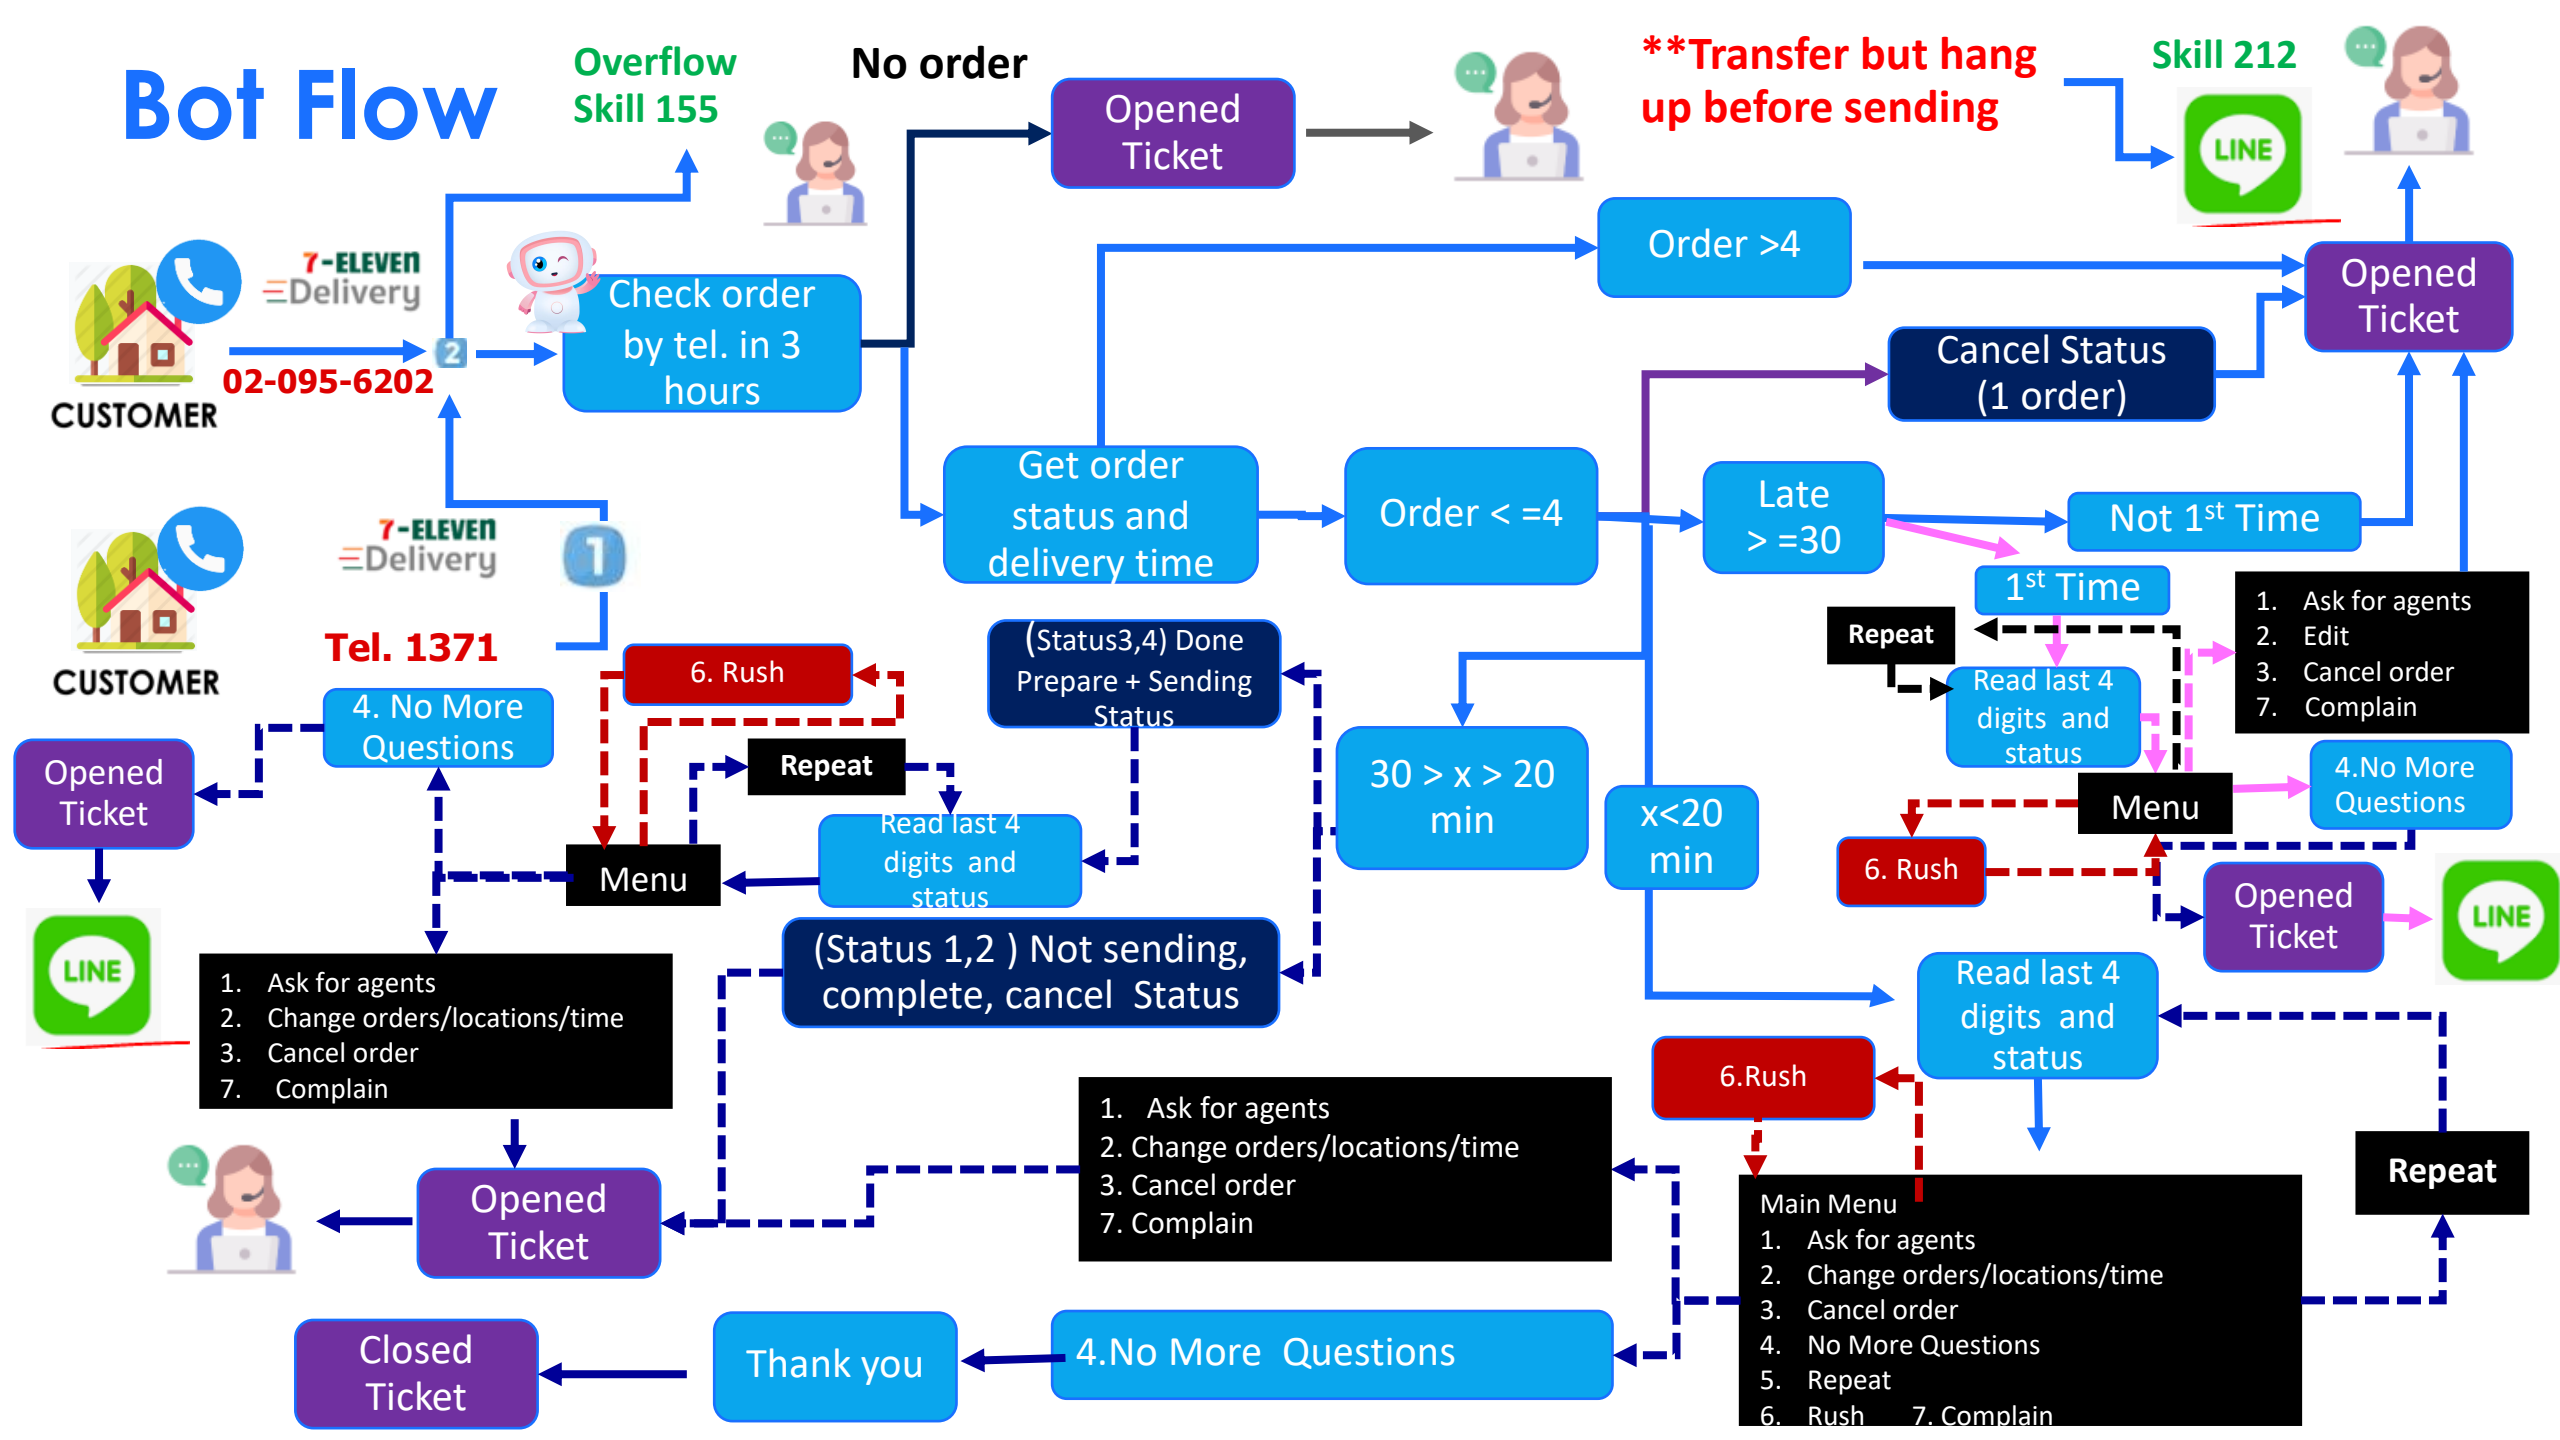 Bot Flow
Overflow
Skill 155
No order
Opened
Ticket
**Transfer but hang
up before sending
Skill 212
LINE
7-ELEVEN
Delivery
02-095-6202
CUSTOMER
2
Check order
by tel. in 3
hours
Order >4
Opened
Ticket
Cancel Status
(1 order)
Get order
status and
delivery time
Order < =4
Late
> =30
Not 1st Time
1st Time
7-ELEVEN
Delivery
1
Tel. 1371
CUSTOMER
Repeat
Read last 4
digits  and
status
1. Ask for agents
2. Edit
3. Cancel order
7. Complain
Menu
4.No More
Questions
6. Rush
Opened
Ticket
LINE
6. Rush
(Status3,4) Done
Prepare + Sending
Status
4. No More
Questions
Opened
Ticket
LINE
Repeat
Read last 4
digits  and
status
Menu
30 > x > 20
min
x<20
min
(Status 1,2 ) Not sending,
complete, cancel  Status
1. Ask for agents
2. Change orders/locations/time
3. Cancel order
7. Complain
Opened
Ticket
1. Ask for agents
2. Change orders/locations/time
3. Cancel order
7. Complain
Read last 4
digits  and
status
6.Rush
Repeat
Main Menu
1. Ask for agents
2. Change orders/locations/time
3. Cancel order
4. No More Questions
5. Repeat
6. Rush 7. Complain
4.No More  Questions
Thank you
Closed
Ticket